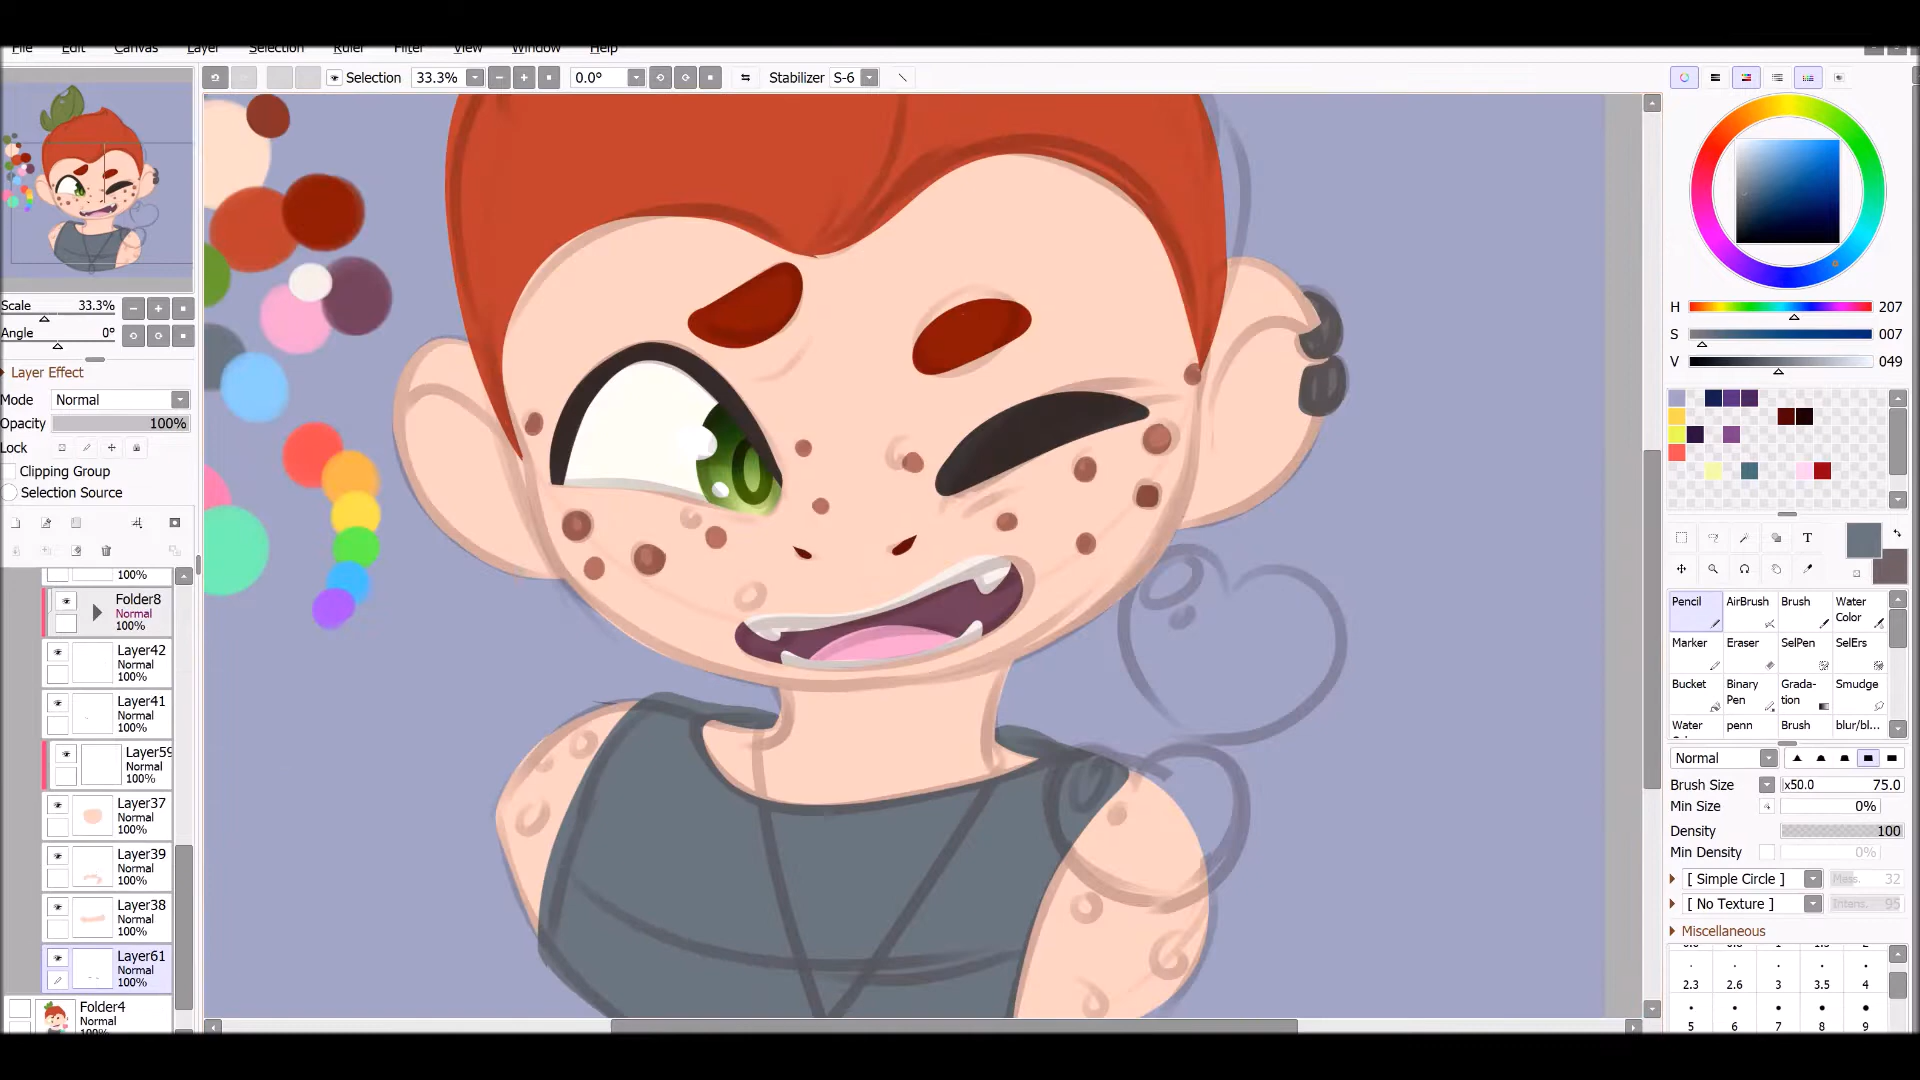 File Edit Canvas Layer Selection Ruler Filter View Window Help
Selection 33.3% 0.0° Stabilizer S-6
Scale 33.3%
Angle 0°
Layer Effect
Mode Normal
Opacity 100%
Lock
Clipping Group
Selection Source
100%
Folder8
Normal
100%
Layer42
Normal
100%
Layer41
Normal
100%
Layer59
Normal
100%
Layer37
Normal
100%
Layer39
Normal
100%
Layer38
Normal
100%
Layer61
Normal
100%
Folder4
Normal
100%
H 207
S 007
V 049
T
Pencil AirBrush Brush Water Color
Marker Eraser SelPen SelErs
Bucket Binary Pen Grada-tion Smudge
Water penn Brush blur/bl...
Normal
Brush Size x50.0 75.0
Min Size 0%
Density 100
Min Density 0%
[ Simple Circle ] 32
[ No Texture ] Intens. 95
Miscellaneous
2.3 2.6 3 3.5 4
5 6 7 8 9